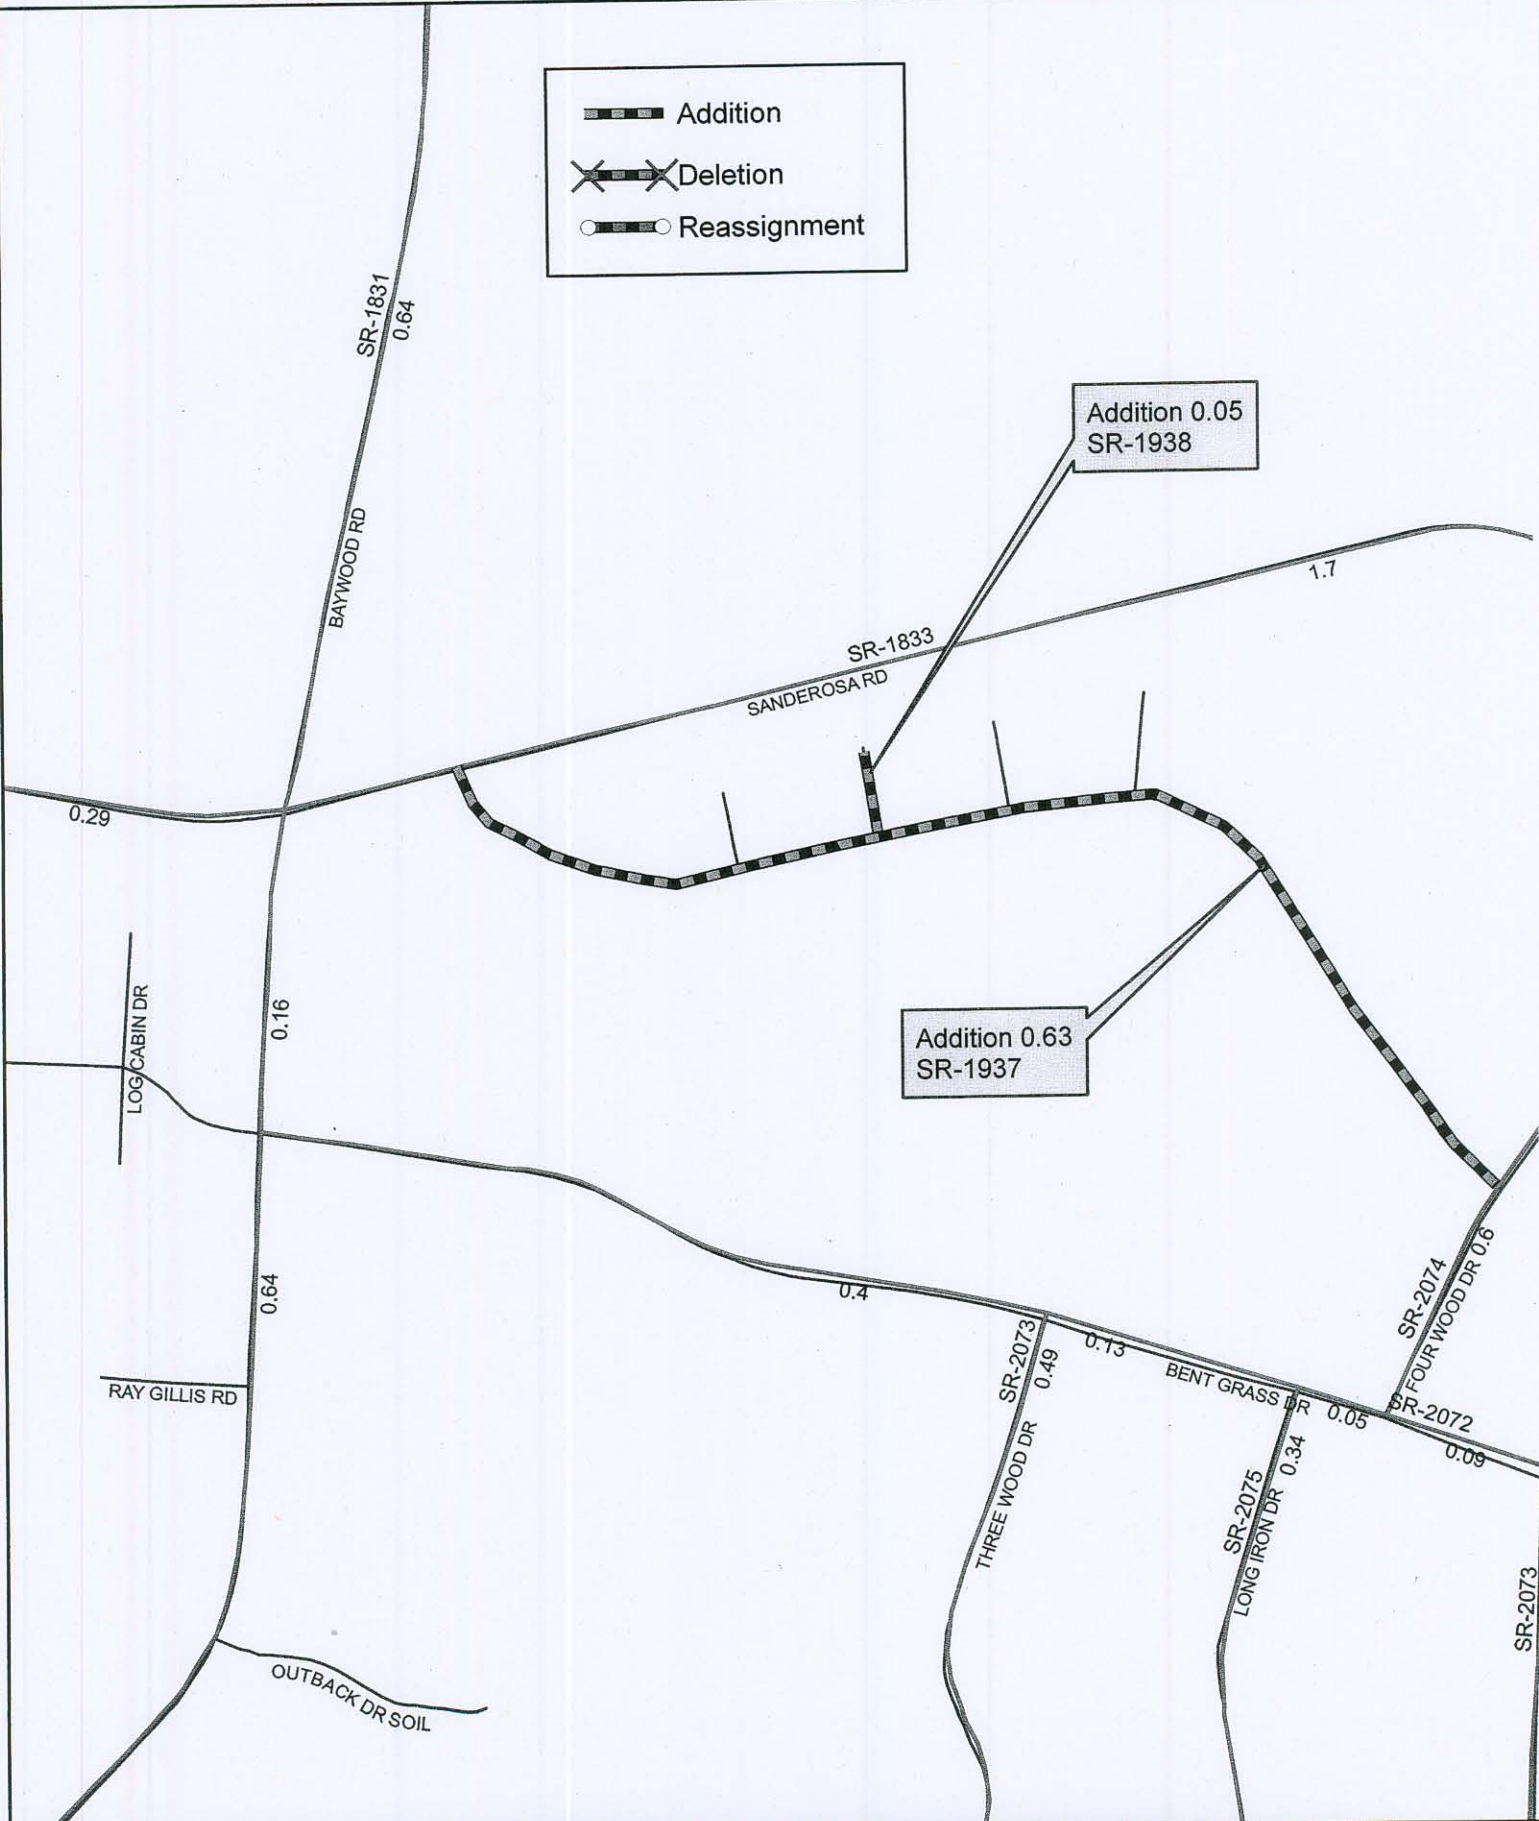 Addition
Deletion
Reassignment
SR-1831
0.64
BAYWOOD RD
Addition 0.05
SR-1938
1.7
SR-1833
SANDEROSA RD
0.29
0.16
LOG CABIN DR
Addition 0.63
SR-1937
0.64
0.4
SR-2074
FOUR WOOD DR 0.6
SR-2073
0.49
0.13
BENT GRASS DR
0.05
SR-2072
0.09
RAY GILLIS RD
THREE WOOD DR
SR-2075
LONG IRON DR 0.34
SR-2073
OUTBACK DR SOIL